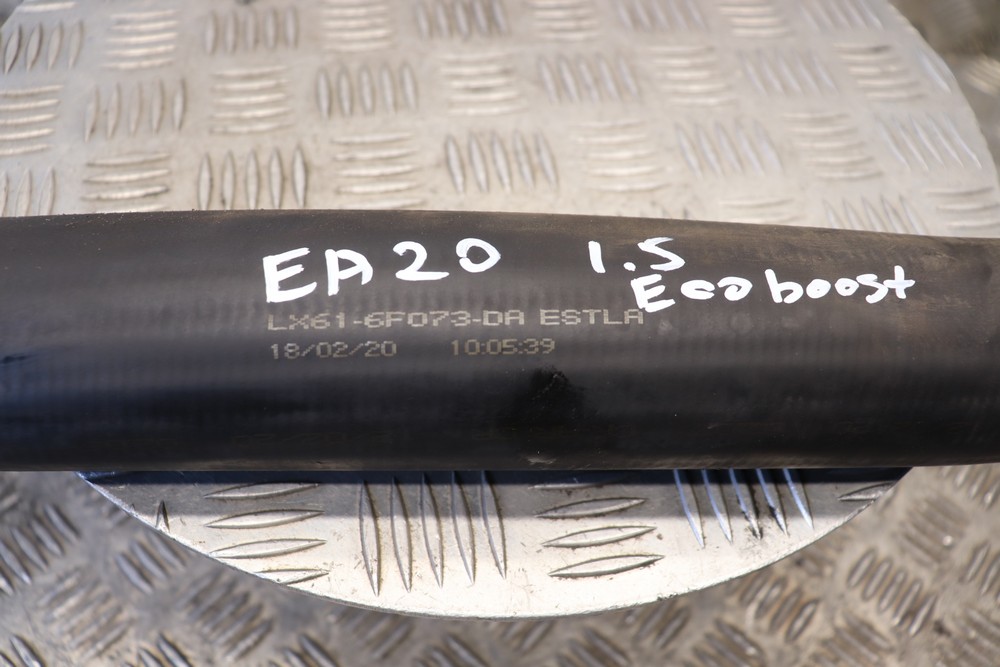 EA20 1.5
Ecoboost
LX61-6F073-DA ESTLA
18/02/20 10:05:39